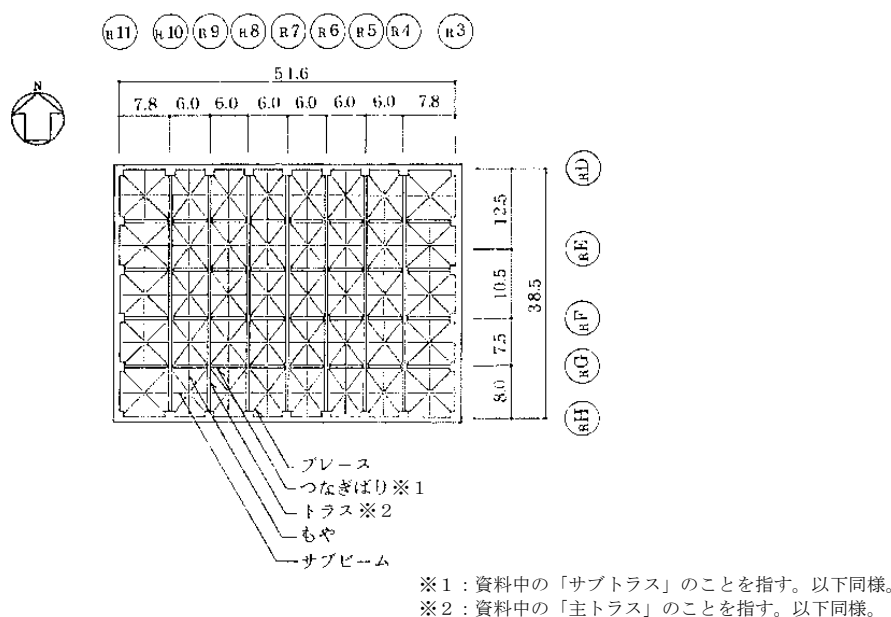 R11 R10 R9 R8 R7 R6 R5 R4 R3
51.6
7.8 6.0 6.0 6.0 6.0 6.0 6.0 7.8
N
RD
12.5
RE
10.5
38.5
RF
7.5
RG
8.0
RH
ブレース
つなぎばり※1
トラス※2
もや
サブビーム
※1：資料中の「サブトラス」のことを指す。以下同様。
※2：資料中の「主トラス」のことを指す。以下同様。